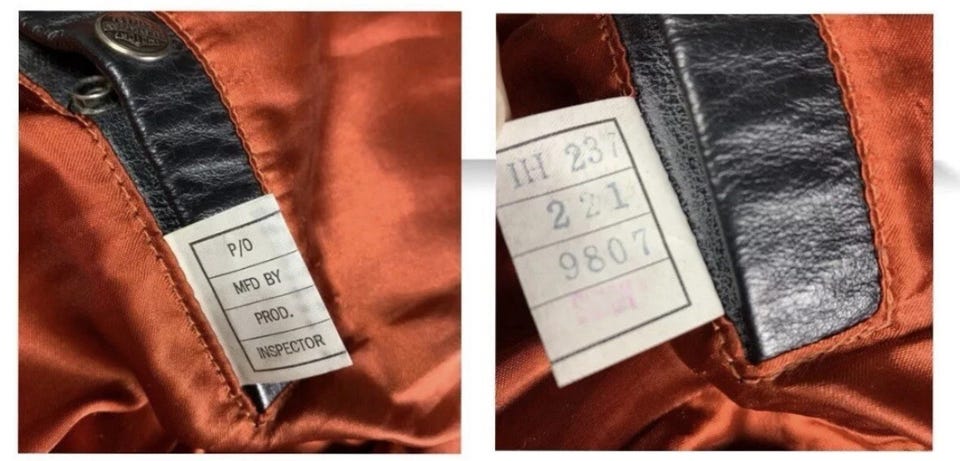 P/O
MFD BY
PROD.
INSPECTOR
IH 237
221
9807